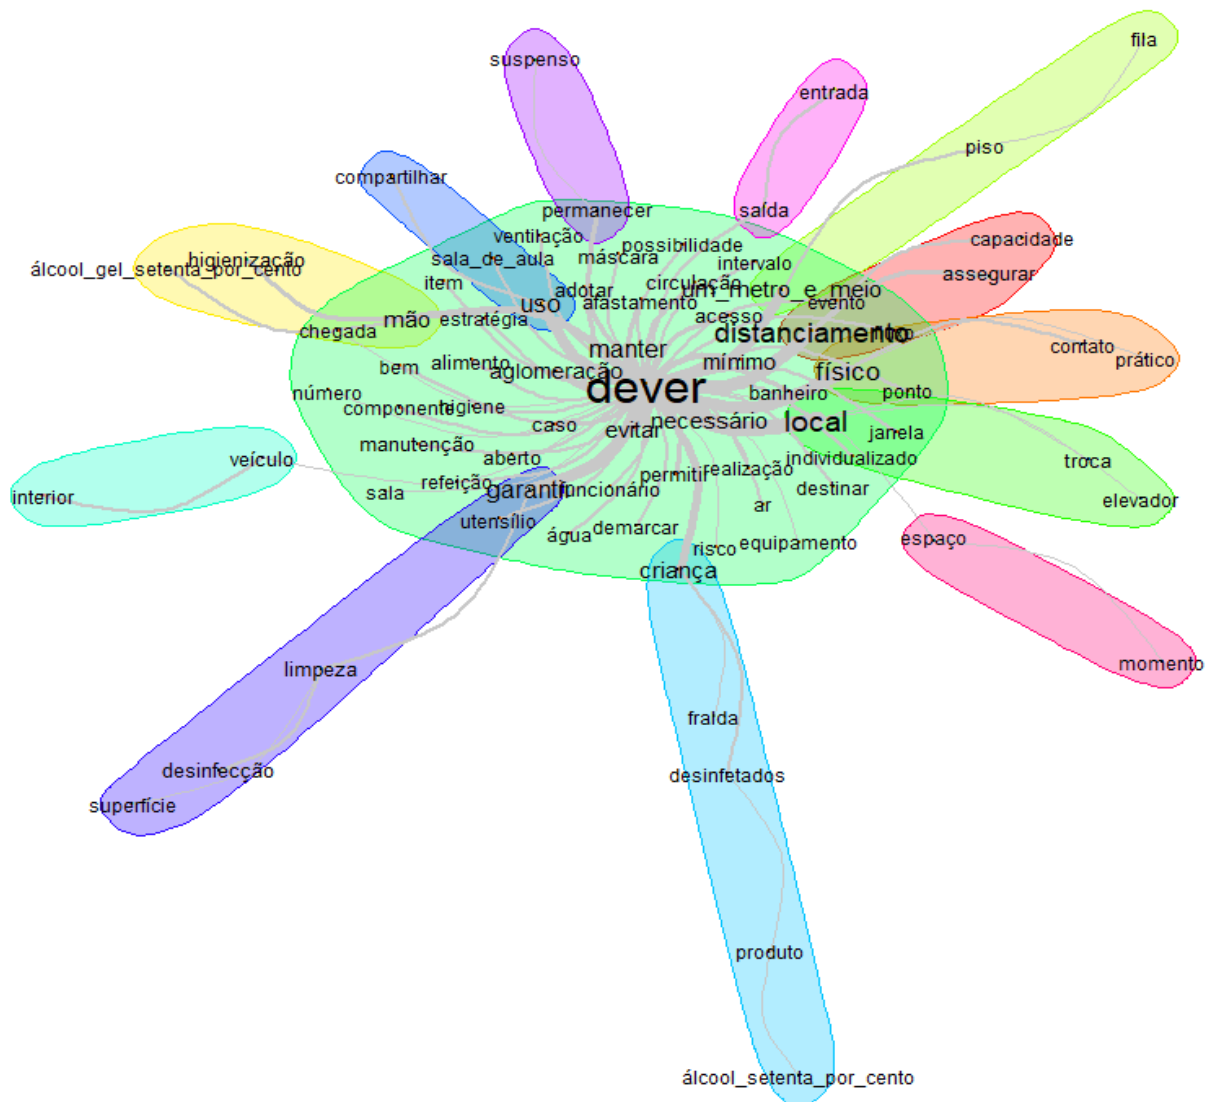 fila
suspenso
entrada
piso
compartilhar
permanecer
saída
ventilação
possibilidade
capacidade
higienização
sala_de_aula
máscara
intervalo
assegurar
álcool_gel_setenta_por_cento
item
adotar
circulação
um_metro_e_meio
afastamento
evento
uso
acesso
mão
estratégia
chegada
distanciamento
manter
contato
prático
bem
alimento
aglomeração
mínimo
físico
dever
número
banheiro
ponto
componente
higiene
caso
evitar
necessário
local
janela
manutenção
aberto
veículo
individualizado
troca
interior
sala
refeição
garantir
funcionário
permitir
realização
destinar
elevador
utensílio
água
demarcar
ar
espaço
risco
equipamento
criança
limpeza
momento
fralda
desinfecção
desinfetados
superfície
produto
álcool_setenta_por_cento